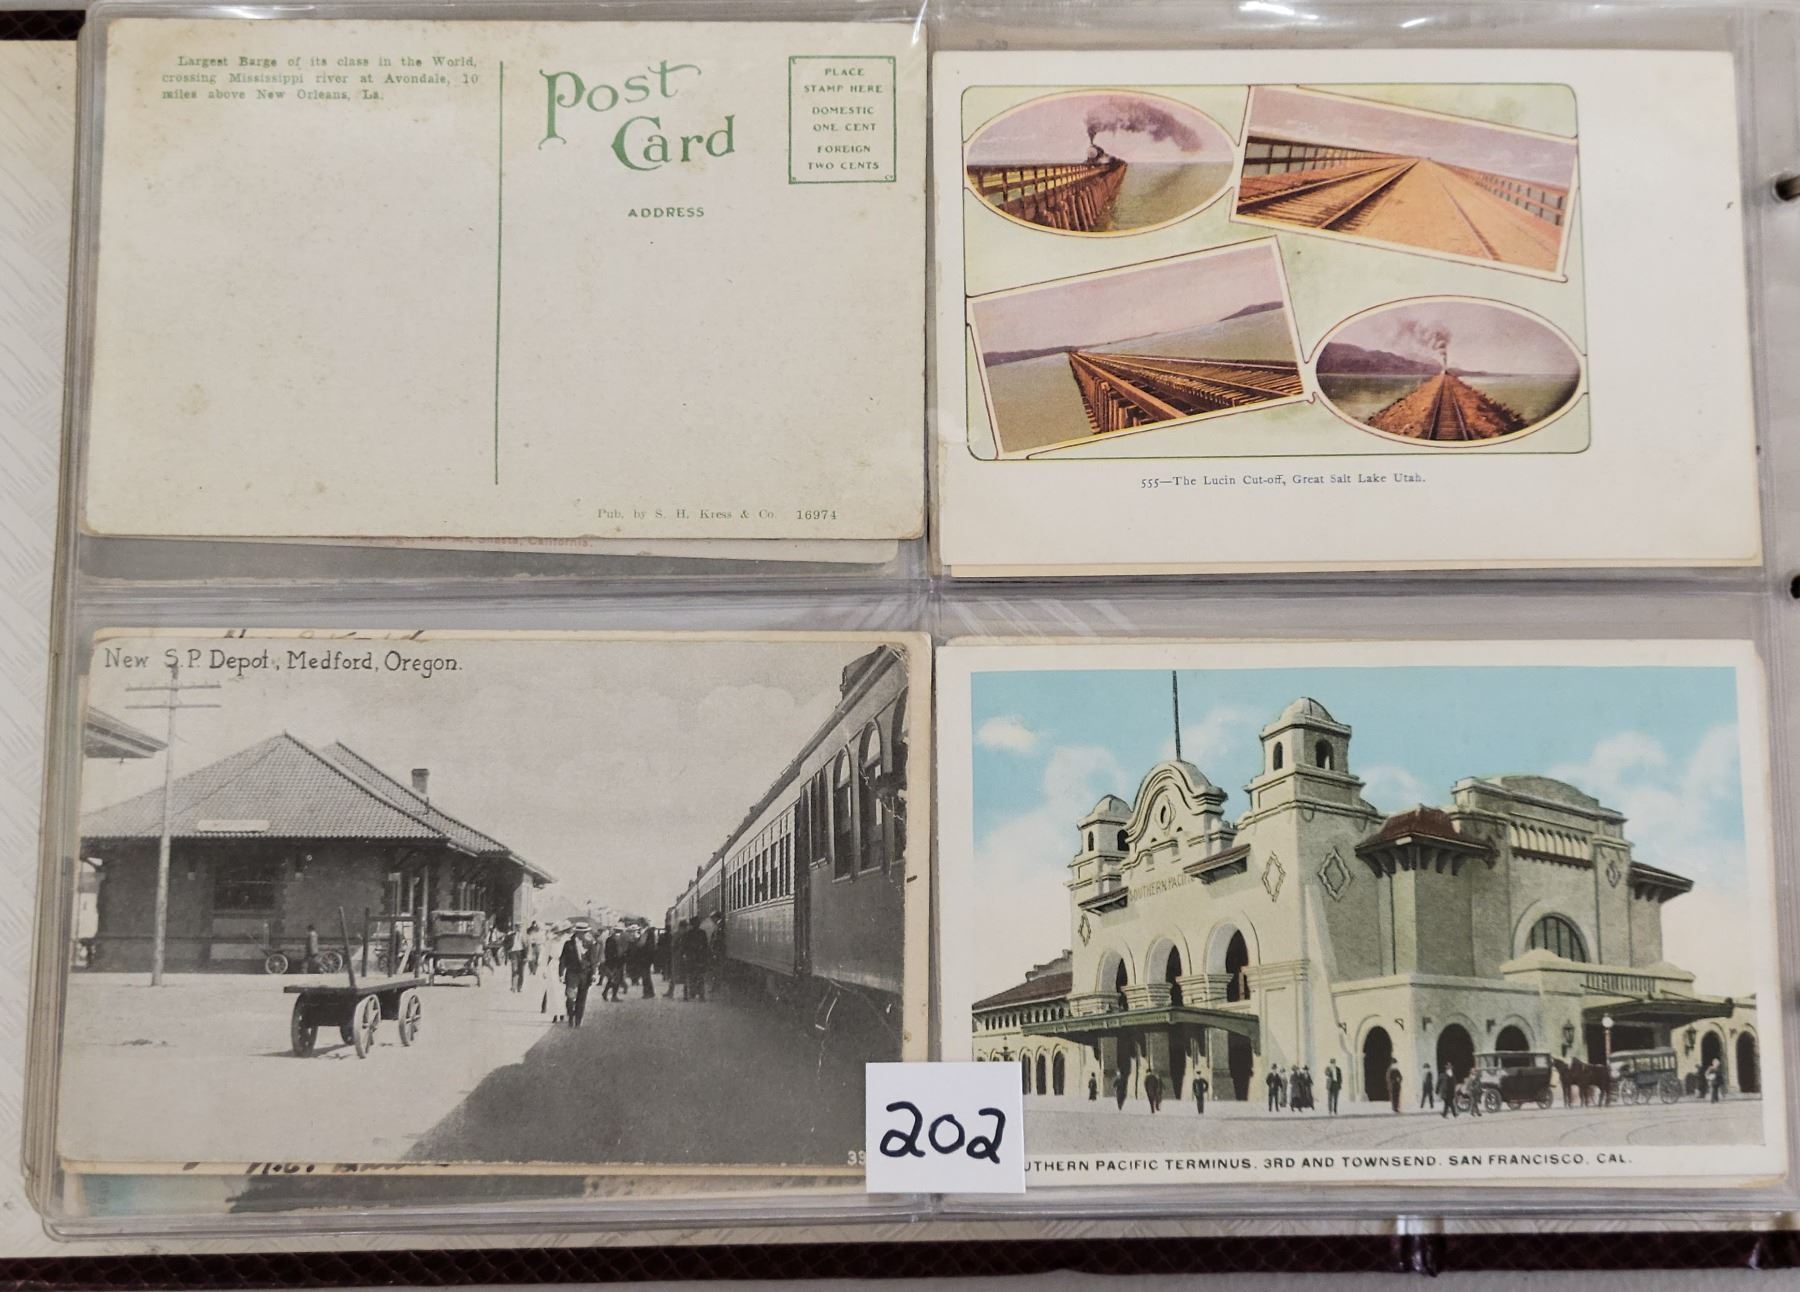 Largest Barge of its class in the World,
crossing Mississippi river at Avondale, 10
miles above New Orleans, La.
Post
Card
ADDRESS
PLACE
STAMP HERE
DOMESTIC
ONE CENT
FOREIGN
TWO CENTS
Pub. by S. H. Kress & Co. 16974
Shasta, California.
555—The Lucin Cut-off, Great Salt Lake Utah.
New S.P. Depot, Medford, Oregon.
39
SOUTHERN PACIFIC
202
UTHERN PACIFIC TERMINUS, 3RD AND TOWNSEND, SAN FRANCISCO, CAL.